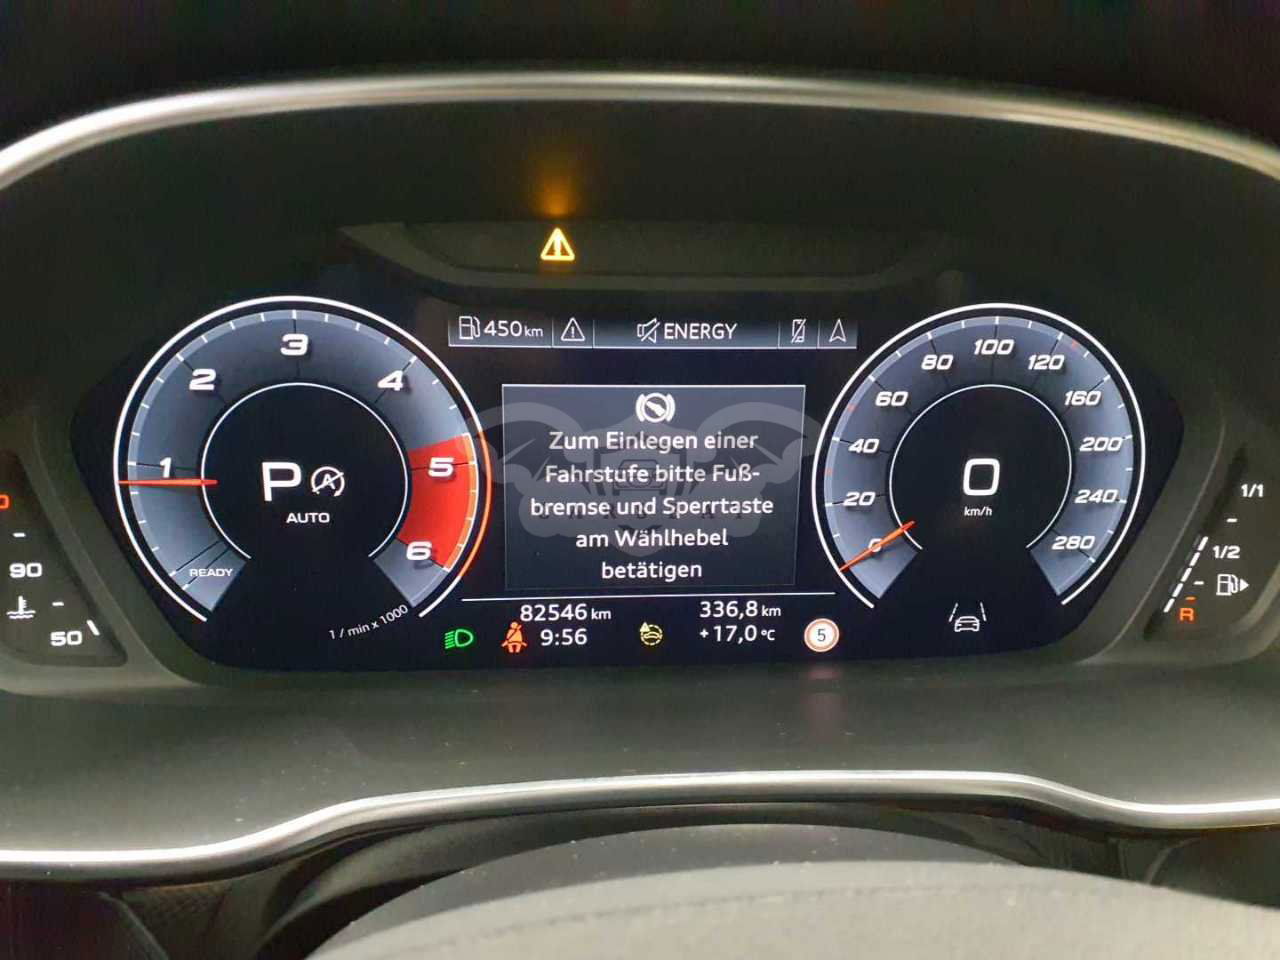 450 km ENERGY
3
2
4
1
5
6
READY
1 / min x 1000
P
AUTO
Zum Einlegen einer
Fahrstufe bitte Fuß-
bremse und Sperrtaste
am Wählhebel
betätigen
82546 km
336,8 km
9:56
+17,0 °C
5
100
80
120
60
160
40
200
20
240
0
280
0
km/h
90
50
1/1
1/2
R